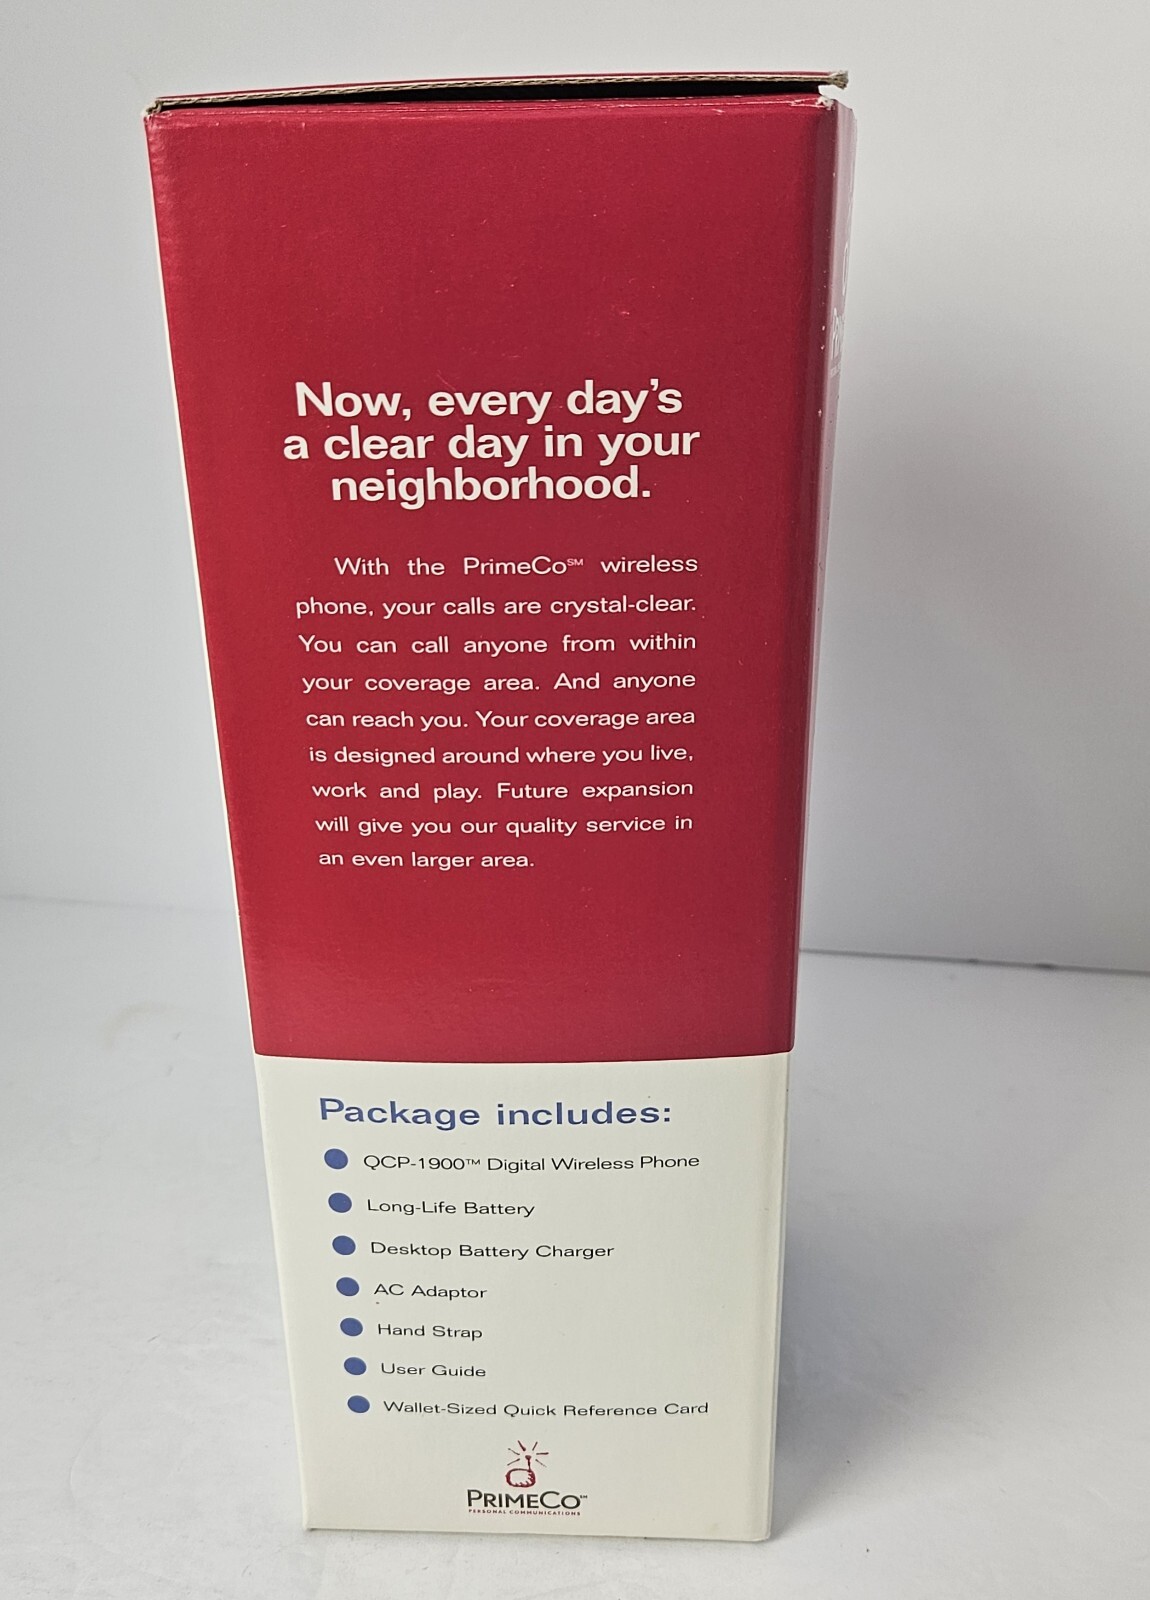 Now, every day's
a clear day in your
neighborhood.
With the PrimeCo℠ wireless
phone, your calls are crystal-clear.
You can call anyone from within
your coverage area. And anyone
can reach you. Your coverage area
is designed around where you live,
work and play. Future expansion
will give you our quality service in
an even larger area.
Package includes:
QCP-1900™ Digital Wireless Phone
Long-Life Battery
Desktop Battery Charger
AC Adaptor
Hand Strap
User Guide
Wallet-Sized Quick Reference Card
PRIMECO℠
PERSONAL COMMUNICATIONS